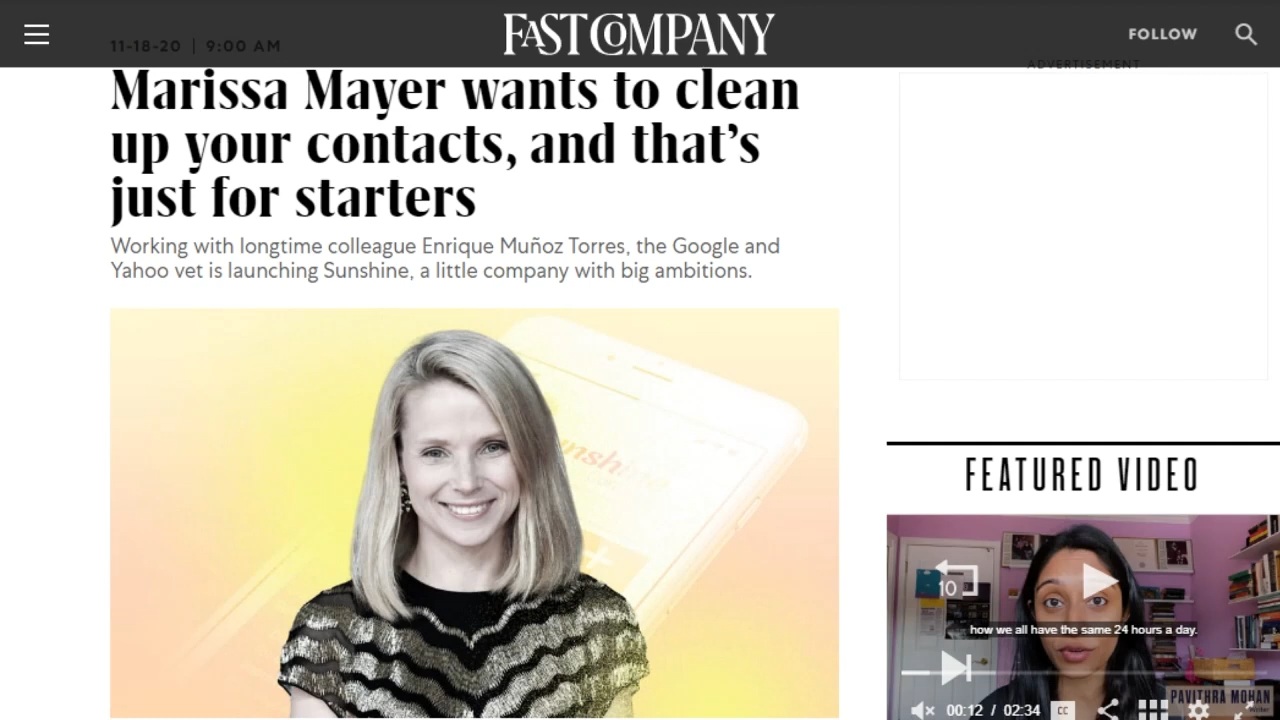 11-18-20 | 9:00 AM
FAST COMPANY
FOLLOW
ADVERTISEMENT
Marissa Mayer wants to clean
up your contacts, and that's
just for starters
Working with longtime colleague Enrique Muñoz Torres, the Google and
Yahoo vet is launching Sunshine, a little company with big ambitions.
FEATURED VIDEO
10
how we all have the same 24 hours a day.
PAVITHRA MOHAN
Writer
00:12 / 02:34
CC